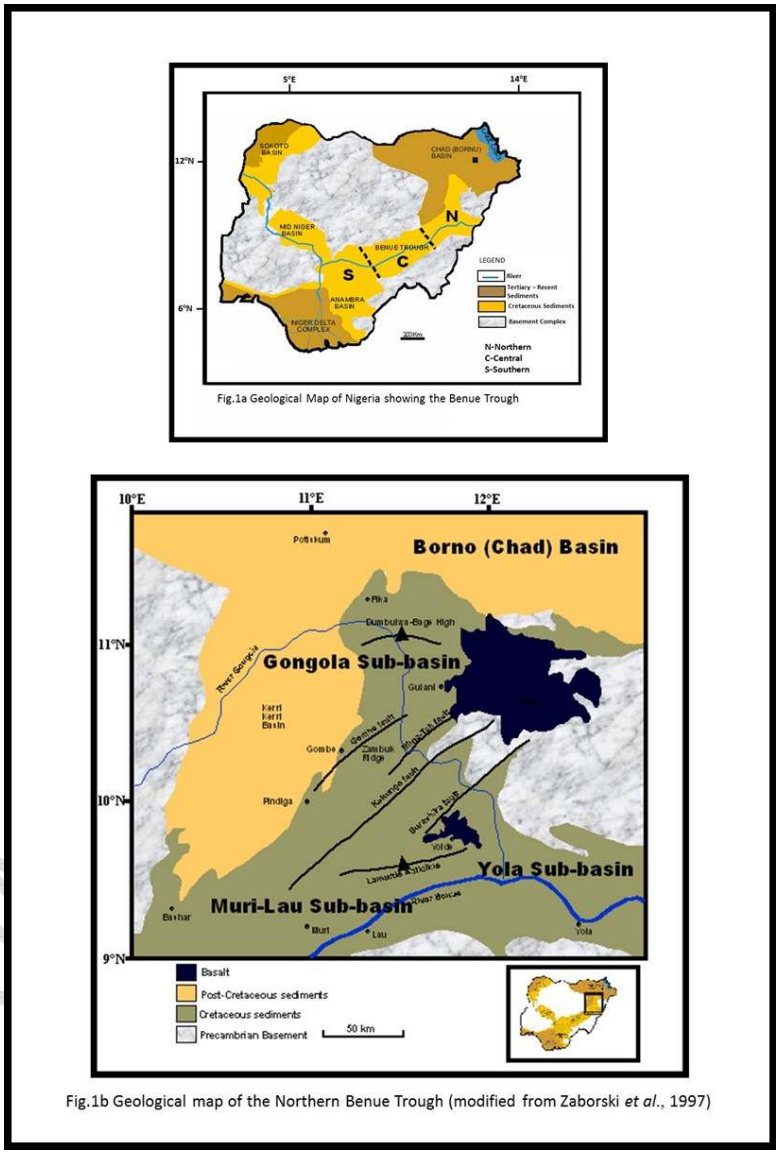 5°E
14°E
SOKOTO
BASIN
CHAD (BORNU)
BASIN
12°N
N
MID NIGER
BASIN
BENUE TROUGH
C
S
LEGEND
River
Tertiary – Recent
Sediments
Cretaceous Sediments
Basement Complex
ANAMBRA
BASIN
6°N
NIGER DELTA
COMPLEX
200Km
N-Northern
C-Central
S-Southern
Fig.1a Geological Map of Nigeria showing the Benue Trough
10°E
11°E
12°E
Potiskum
Borno (Chad) Basin
Fika
Dumbulwa-Bage High
11°N
River Gongola
Gongola Sub-basin
Gulani
Kerri
Kerri
Basin
Gombe fault
Gombe
Zambuk
Ridge
Pindiga
10°N
Yolde
Yola Sub-basin
Muri-Lau Sub-basin
River Benue
Bashar
Muri
Lau
Yola
9°N
Basalt
Post-Cretaceous sediments
Cretaceous sediments
Precambrian Basement
50 km
Fig.1b Geological map of the Northern Benue Trough (modified from Zaborski et al., 1997)